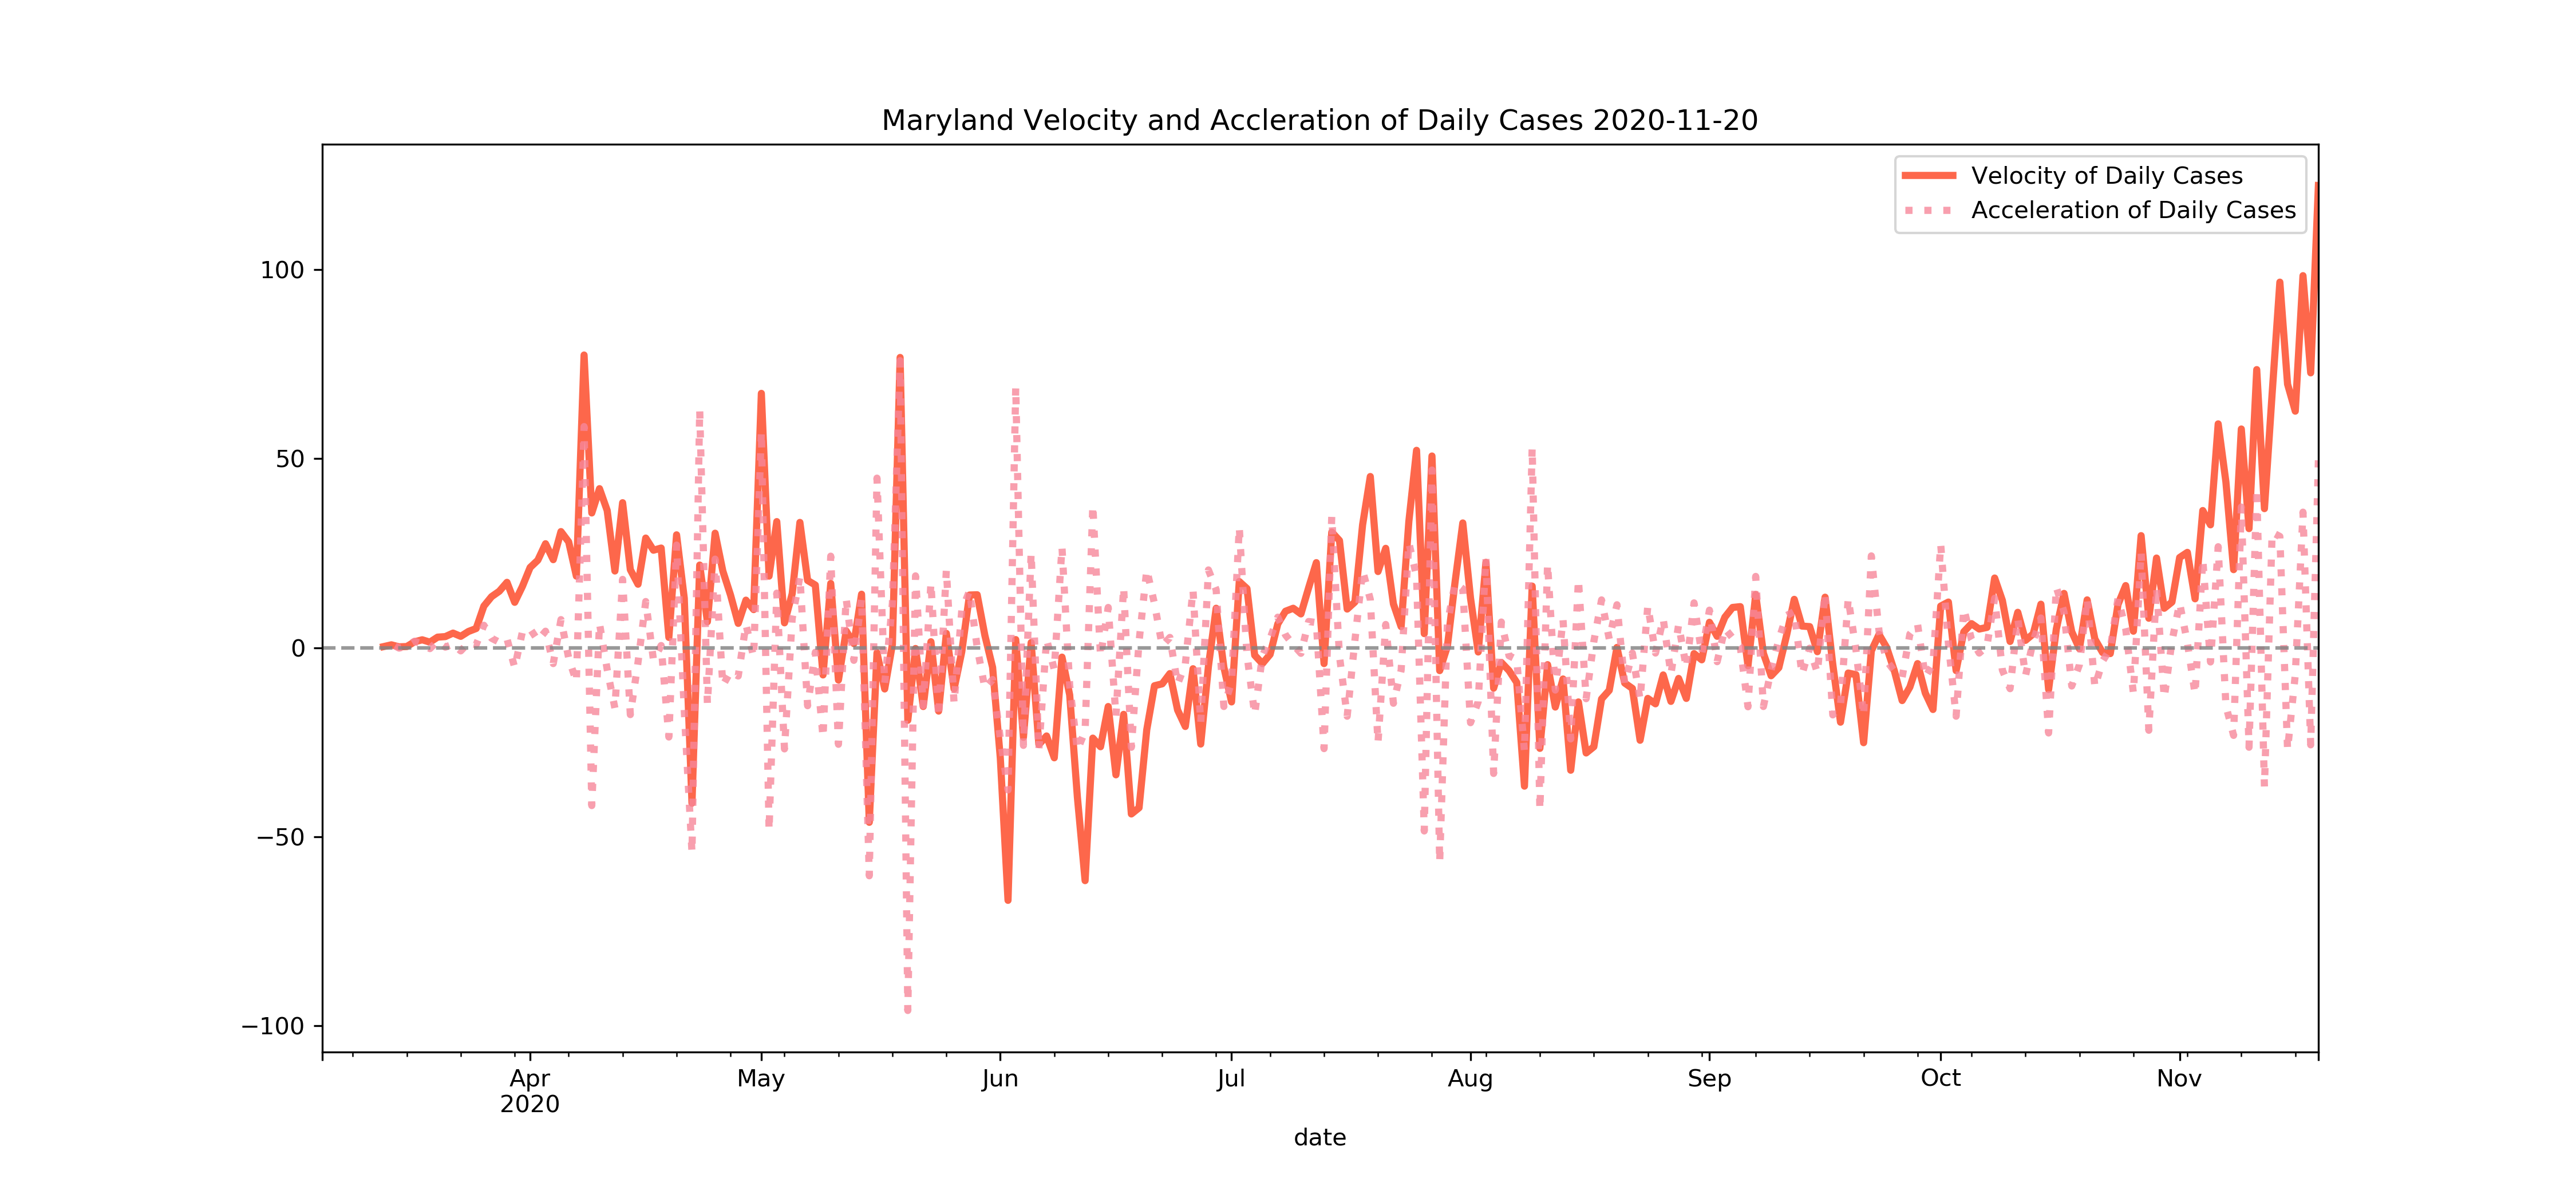 Maryland Velocity and Accleration of Daily Cases 2020-11-20
Velocity of Daily Cases
Acceleration of Daily Cases
100
50
0
−50
−100
Apr May Jun Jul Aug Sep Oct Nov
2020
date